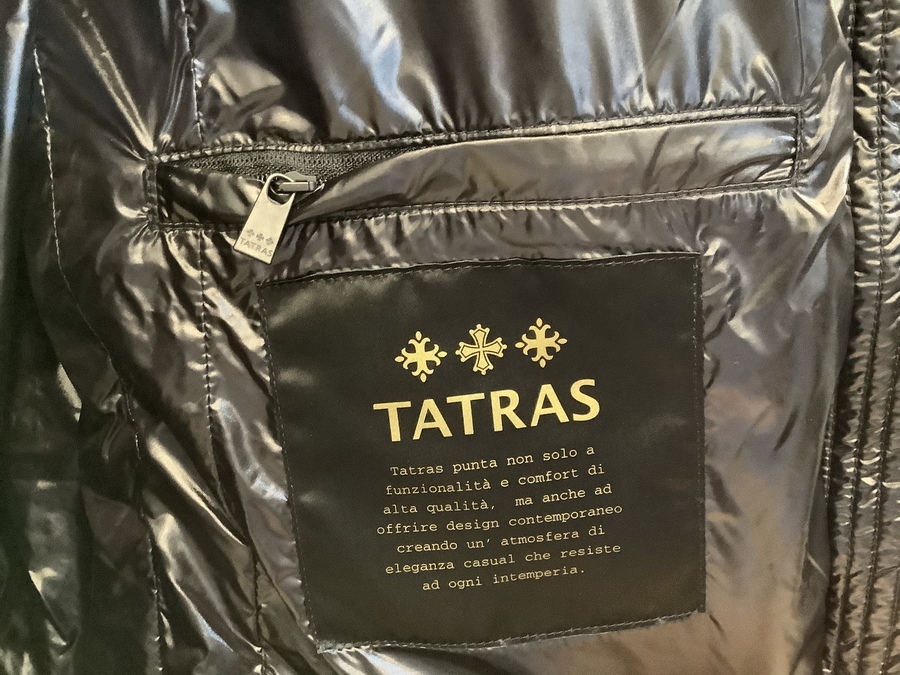 TATRAS
TATRAS
Tatras punta non solo a
funzionalità e comfort di
alta qualità, ma anche ad
offrire design contemporaneo
creando un' atmosfera di
eleganza casual che resiste
ad ogni intemperia.